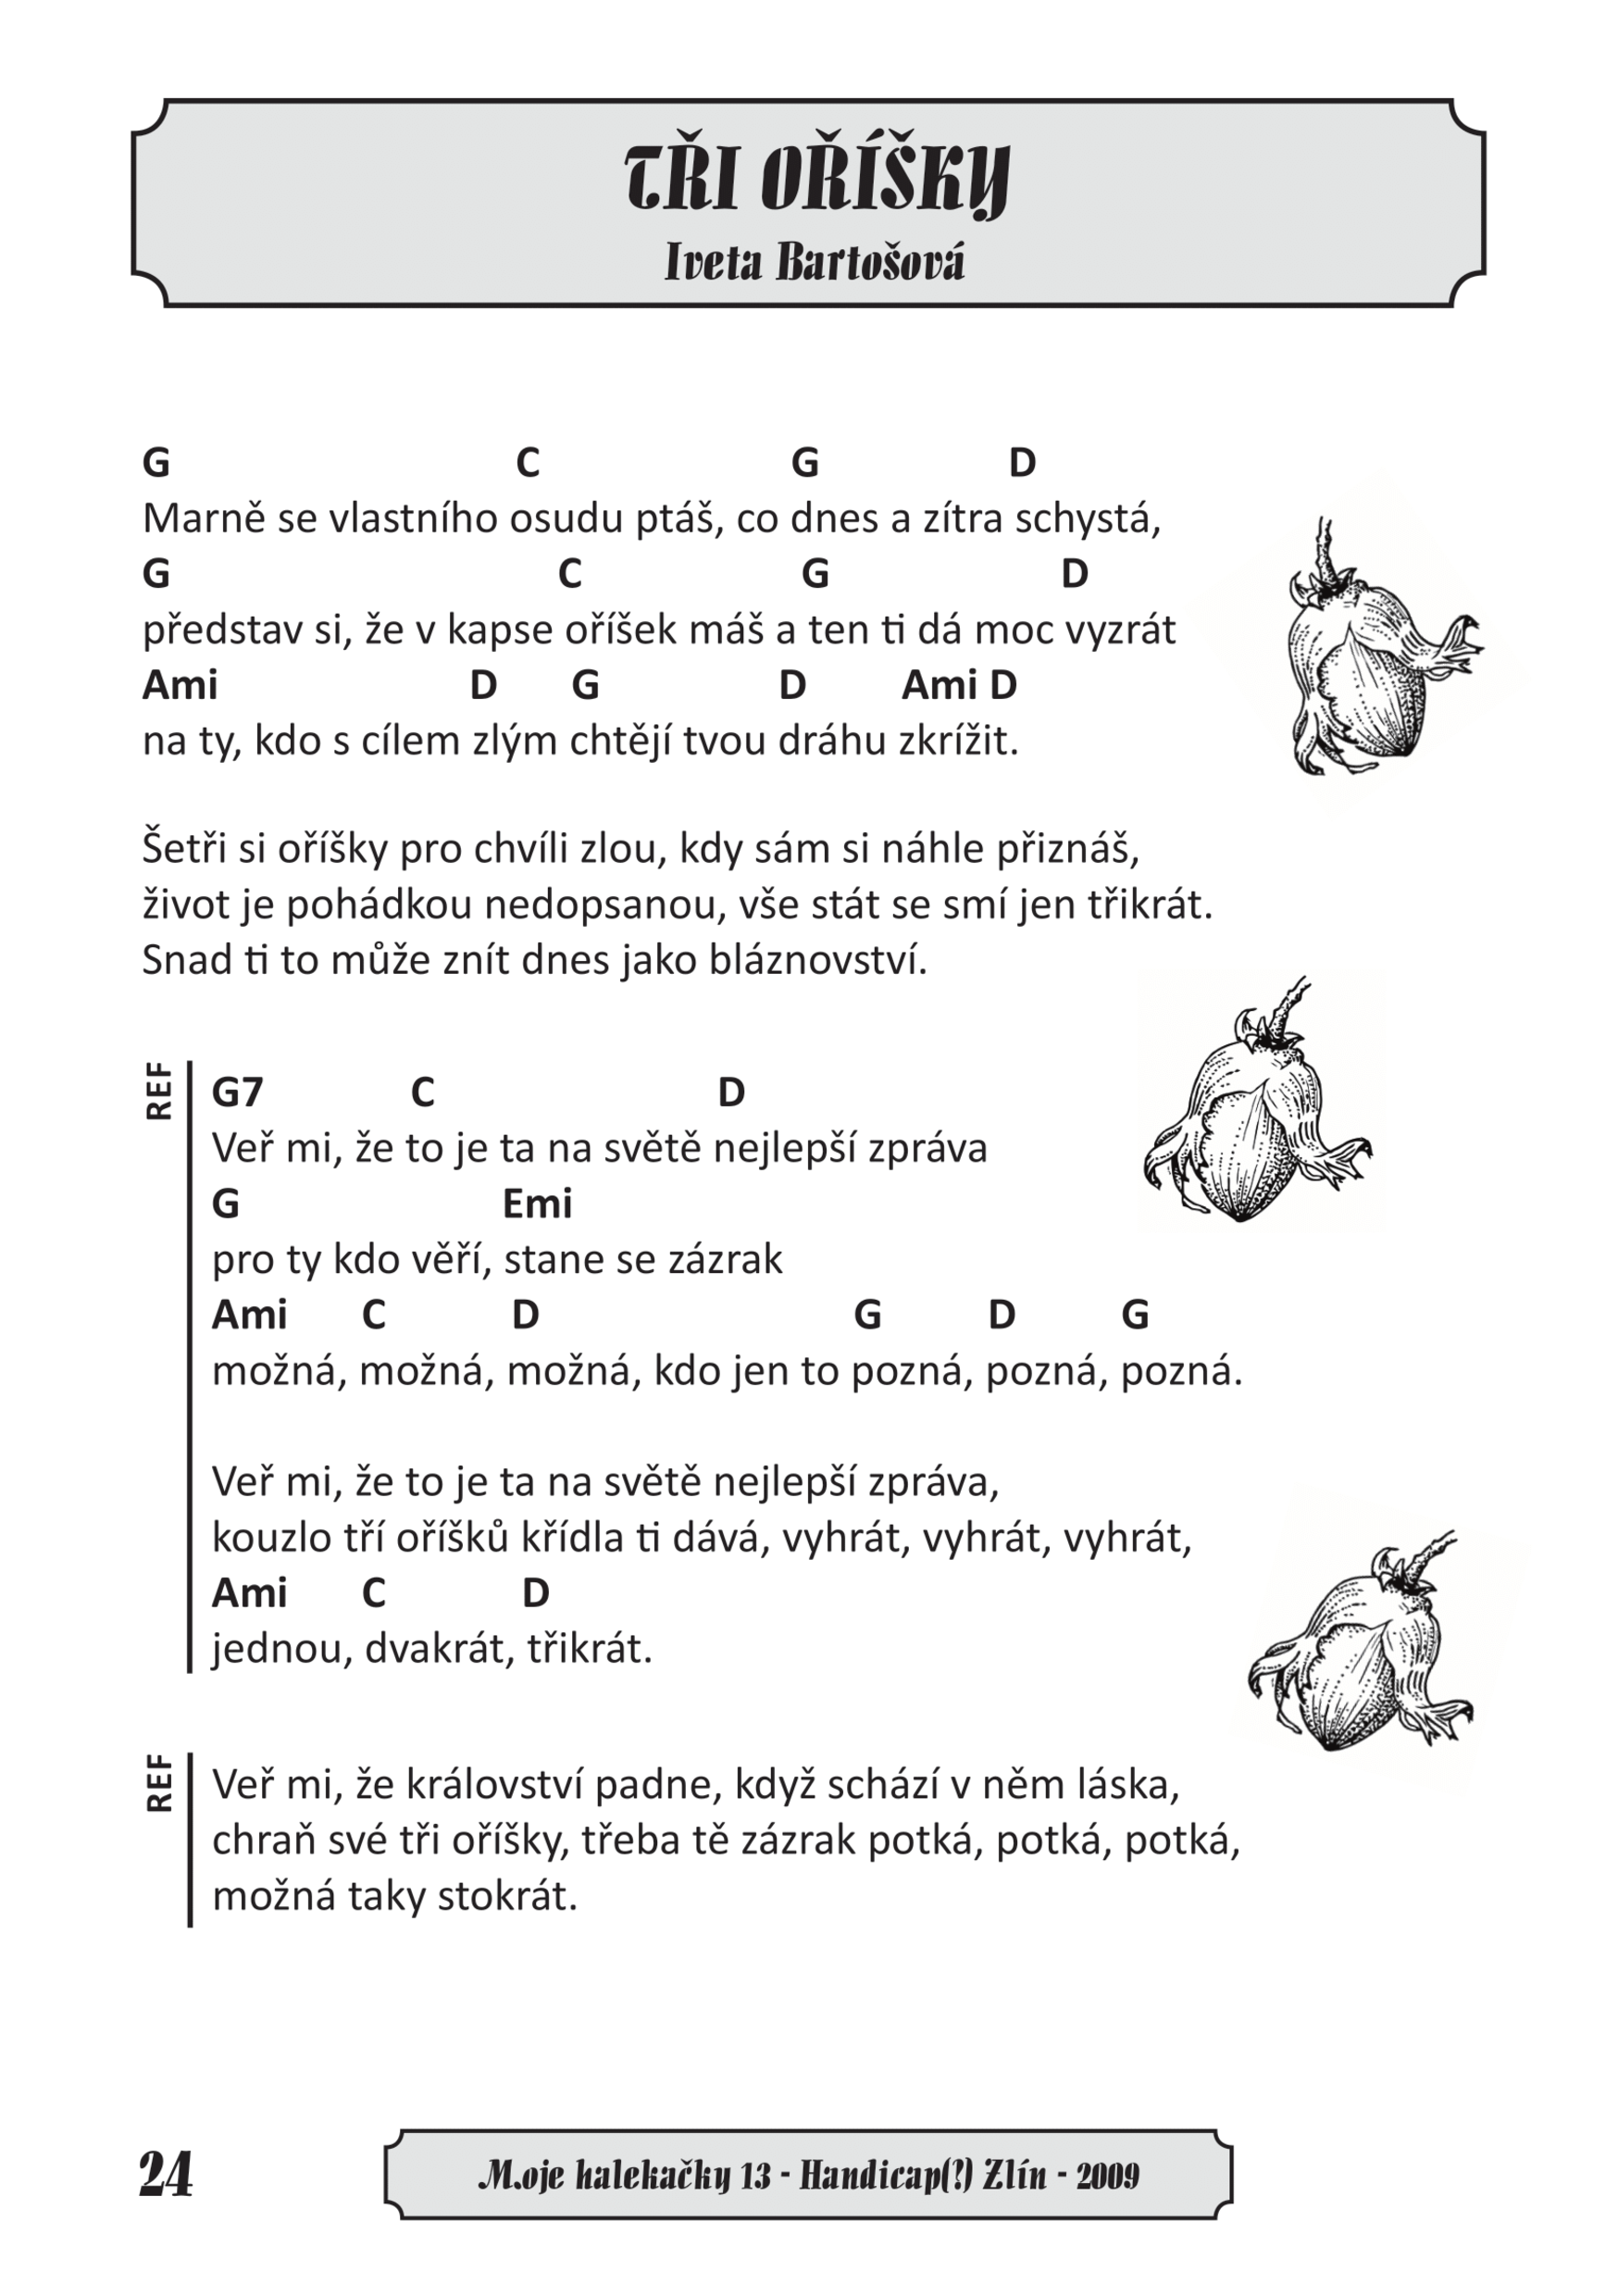 TŘI OŘÍŠKY
Iveta Bartošová
G C G D
Marně se vlastního osudu ptáš, co dnes a zítra schystá,
G C G D
představ si, že v kapse oříšek máš a ten ti dá moc vyzrát
Ami D G D Ami D
na ty, kdo s cílem zlým chtějí tvou dráhu zkrížit.
Šetři si oříšky pro chvíli zlou, kdy sám si náhle přiznáš,
život je pohádkou nedopsanou, vše stát se smí jen třikrát.
Snad ti to může znít dnes jako bláznovství.
REF
G7 C D
Veř mi, že to je ta na světě nejlepší zpráva
G Emi
pro ty kdo věří, stane se zázrak
Ami C D G D G
možná, možná, možná, kdo jen to pozná, pozná, pozná.
Veř mi, že to je ta na světě nejlepší zpráva,
kouzlo tří oříšků křídla ti dává, vyhrát, vyhrát, vyhrát,
Ami C D
jednou, dvakrát, třikrát.
REF
Veř mi, že království padne, když schází v něm láska,
chraň své tři oříšky, třeba tě zázrak potká, potká, potká,
možná taky stokrát.
24
Moje halekačky 13 - Handicap(?) Zlín - 2009